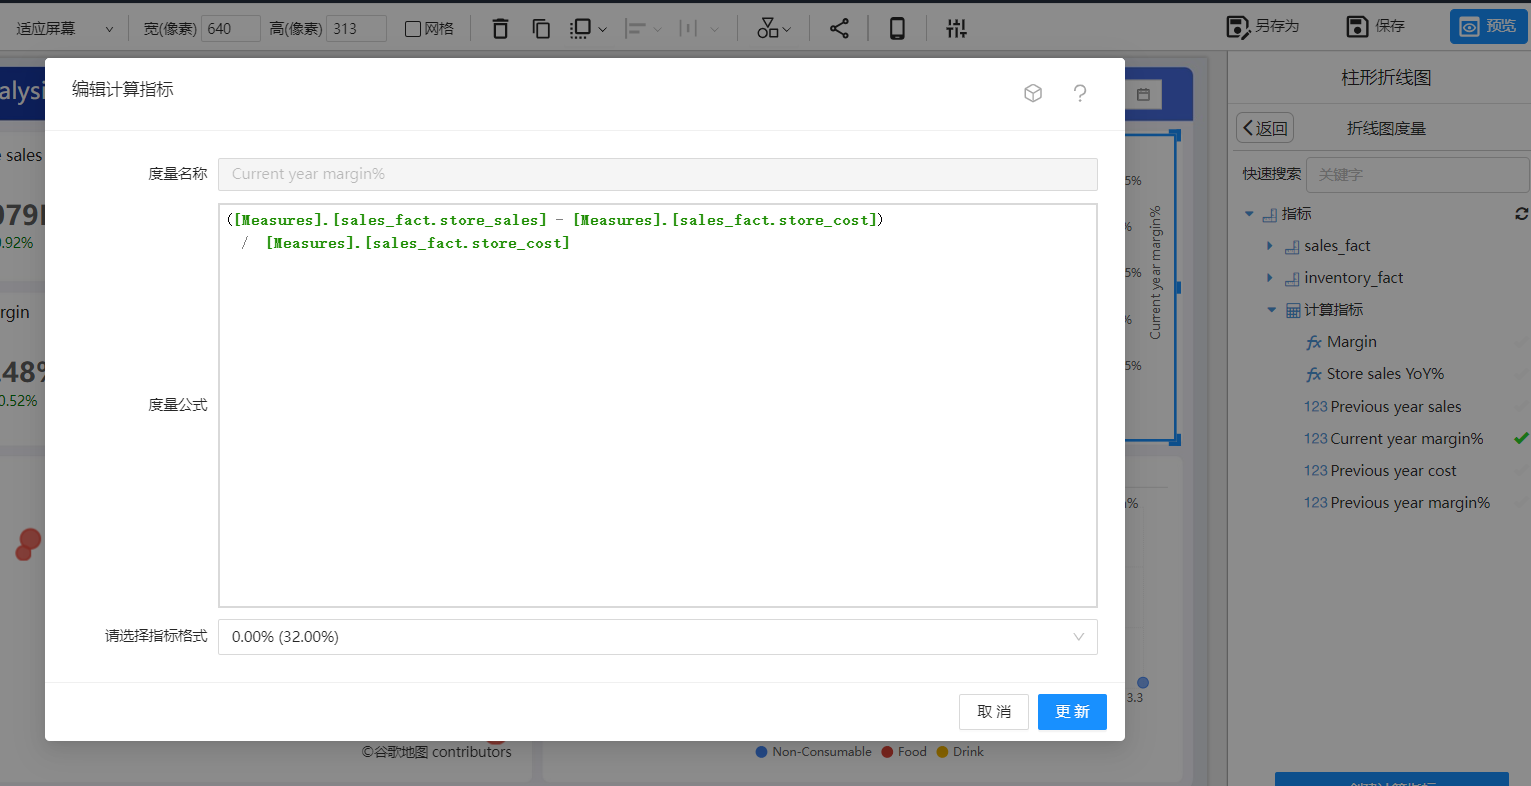 适应屏幕
宽(像素) 640 高(像素) 313 网格
另存为 保存 预览
编辑计算指标
度量名称 Current year margin%
度量公式
([Measures].[sales_fact.store_sales] - [Measures].[sales_fact.store_cost])
/ [Measures].[sales_fact.store_cost]
请选择指标格式 0.00% (32.00%)
取 消 更 新
sales
0.92%
.48%
0.52%
5%
%
5%
%
5%
Current year margin%
3.3
©谷歌地图 contributors
Non-Consumable Food Drink
柱形折线图
返回 折线图度量
快速搜索 关键字
指标
sales_fact
inventory_fact
计算指标
fx Margin
fx Store sales YoY%
123 Previous year sales
123 Current year margin%
123 Previous year cost
123 Previous year margin%